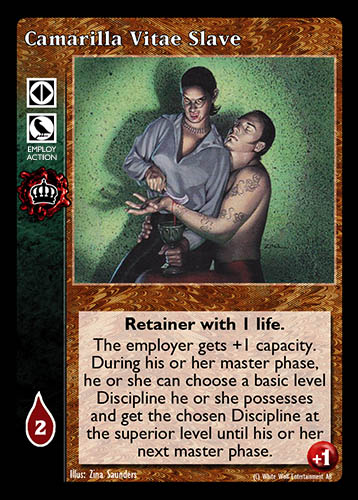 Camarilla Vitae Slave
EMPLOY
ACTION
Retainer with 1 life.
The employer gets +1 capacity.
During his or her master phase,
he or she can choose a basic level
Discipline he or she possesses
and get the chosen Discipline at
the superior level until his or her
next master phase.
2
+1
Illus: Zina Saunders
(C) White Wolf Entertainment AB